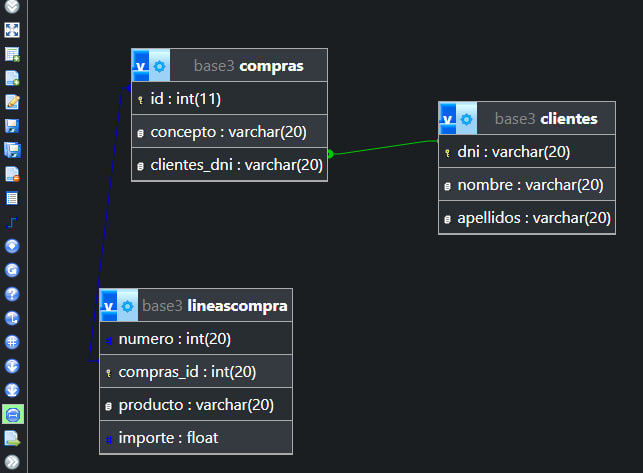 v base3 compras
id : int(11)
concepto : varchar(20)
clientes_dni : varchar(20)
v base3 clientes
dni : varchar(20)
nombre : varchar(20)
apellidos : varchar(20)
v base3 lineascompra
numero : int(20)
compras_id : int(20)
producto : varchar(20)
importe : float